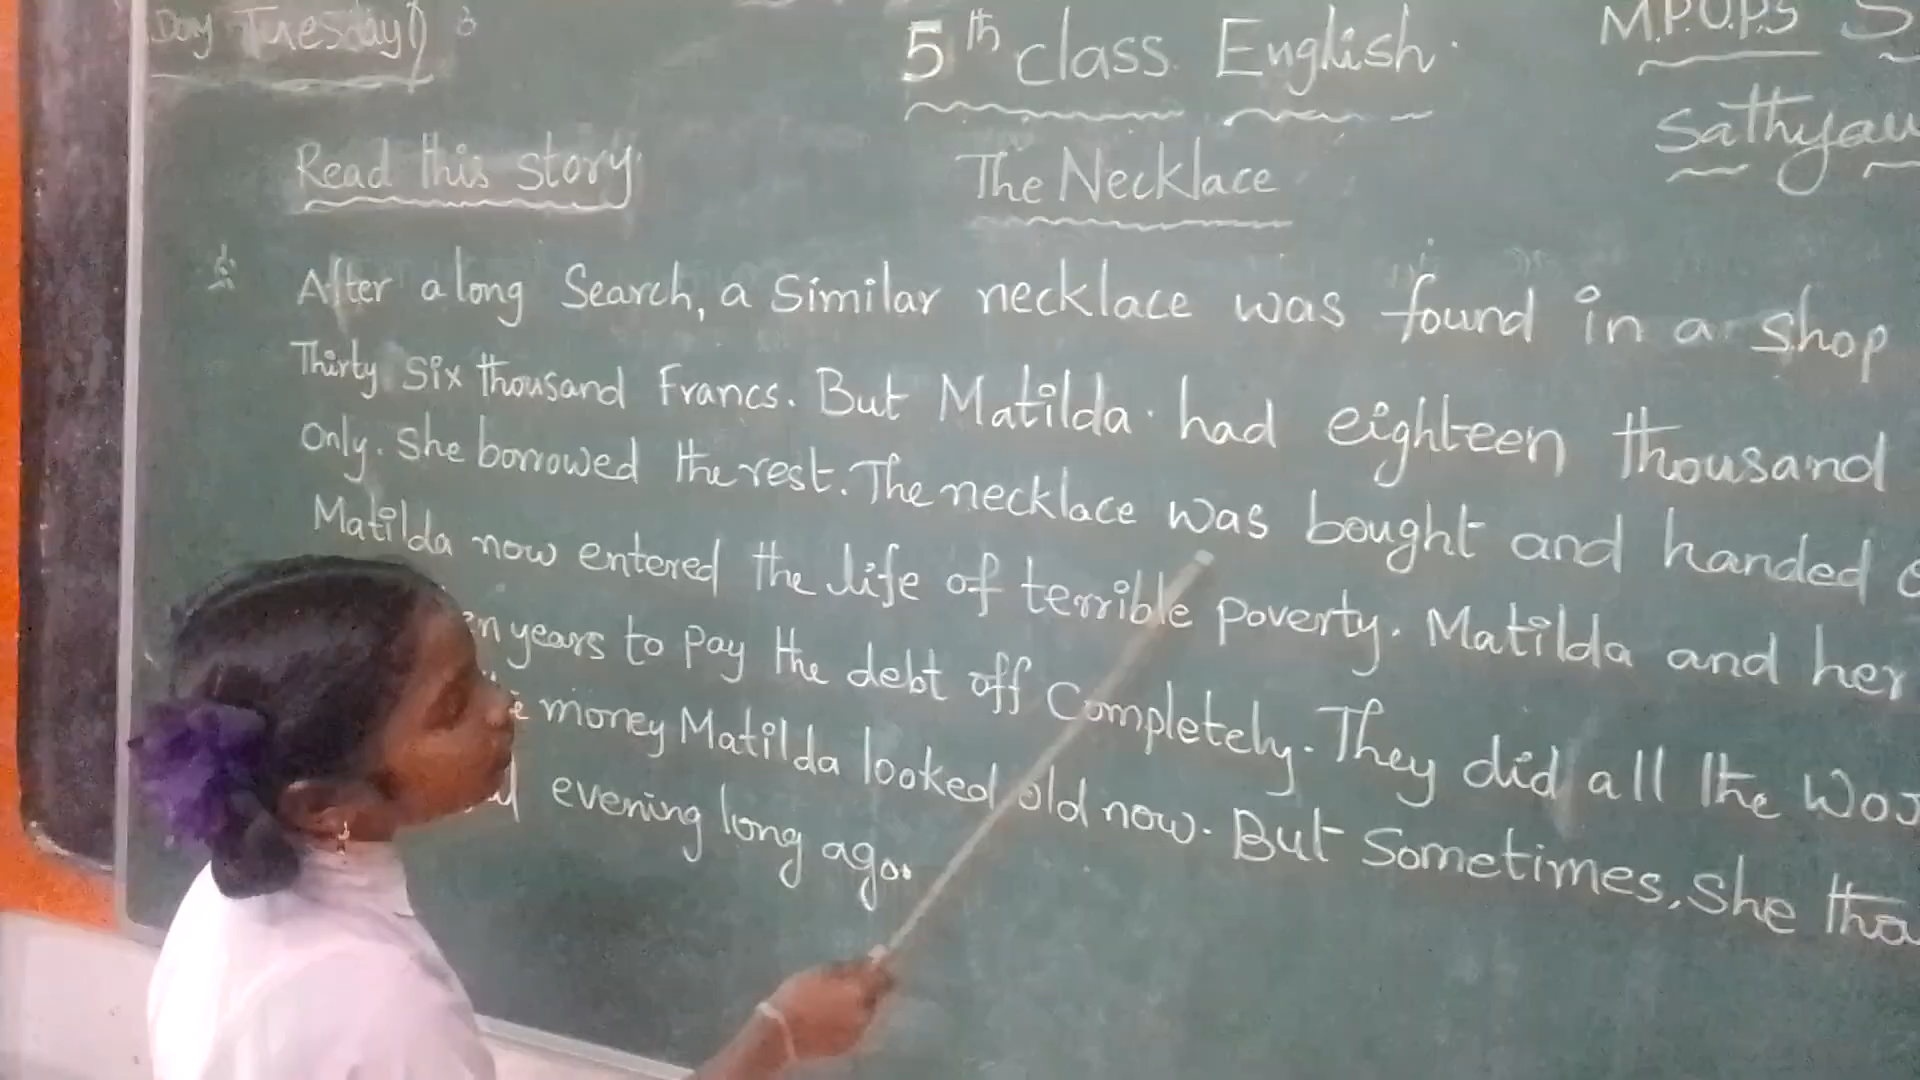 Day Tuesday
5th class English
M.P.U.P.S
Read this story
The Necklace
After a long Search, a Similar necklace was found in a shop
Thirty Six thousand Francs. But Matilda had eighteen thousand
only. She borrowed the rest. The necklace was bought and handed
Matilda now entered the life of terrible poverty. Matilda and her
years to pay the debt off Completely. They did all the
money Matilda looked old now. But Sometimes, She
evening long ago.